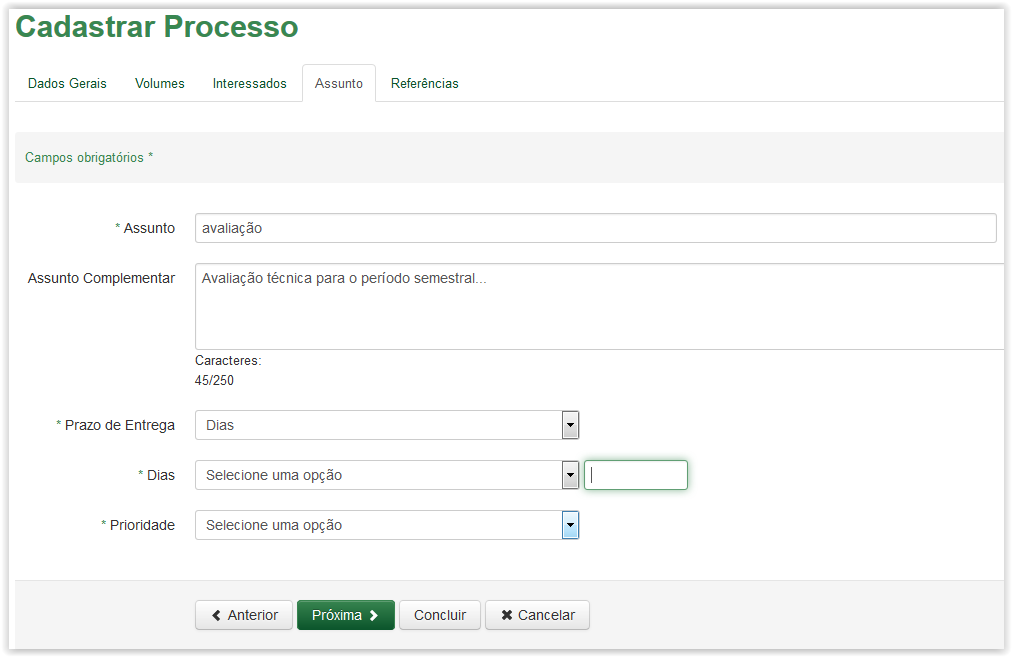 Cadastrar Processo
Dados Gerais Volumes Interessados Assunto Referências
Campos obrigatórios *
* Assunto avaliação
Assunto Complementar Avaliação técnica para o período semestral...
Caracteres:
45/250
* Prazo de Entrega Dias
* Dias Selecione uma opção
* Prioridade Selecione uma opção
Anterior Próxima Concluir Cancelar